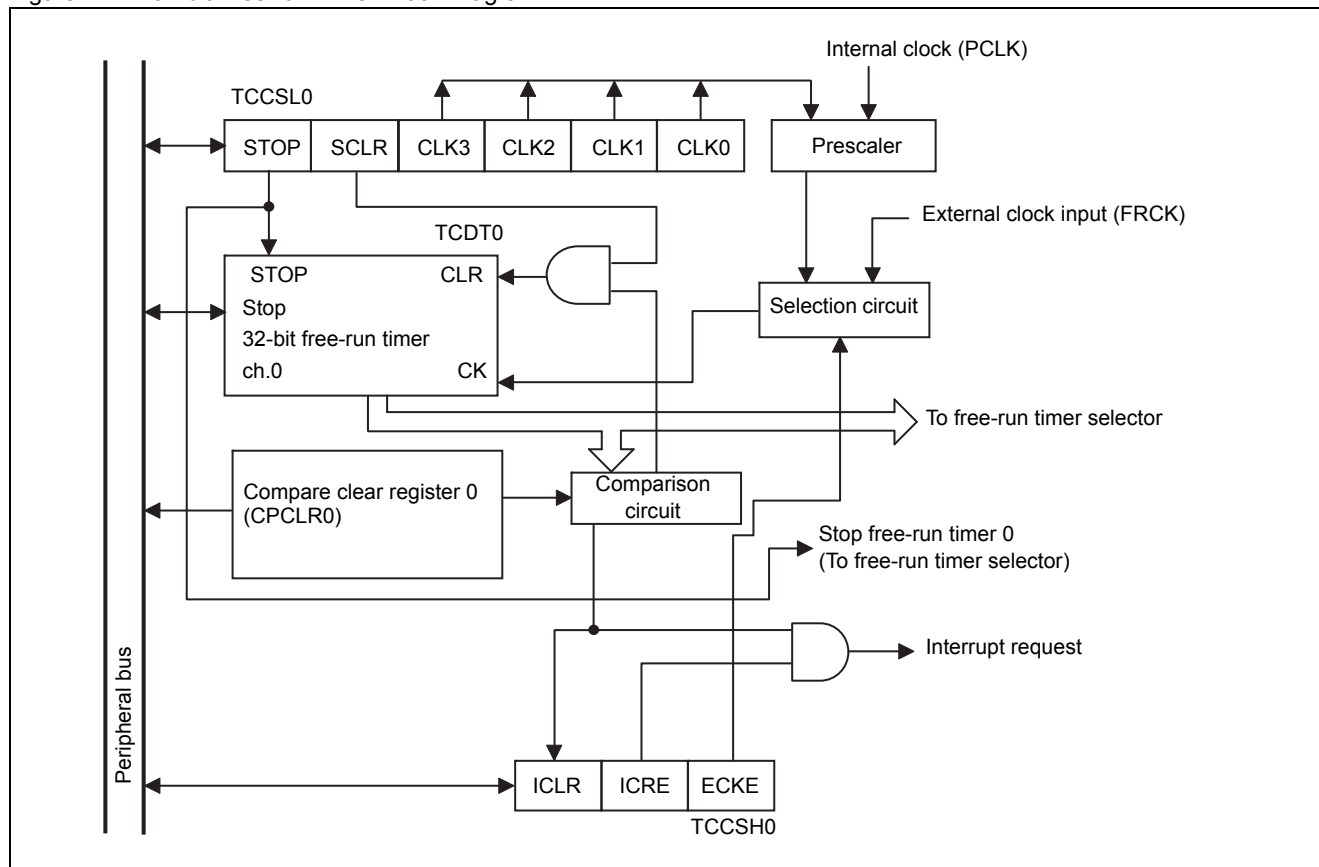 Internal clock (PCLK)
TCCSL0
STOP SCLR CLK3 CLK2 CLK1 CLK0
Prescaler
External clock input (FRCK)
TCDT0
STOP CLR
Stop
32-bit free-run timer
ch.0 CK
Selection circuit
To free-run timer selector
Compare clear register 0
(CPCLR0)
Comparison
circuit
Stop free-run timer 0
(To free-run timer selector)
Interrupt request
Peripheral bus
ICLR ICRE ECKE
TCCSH0